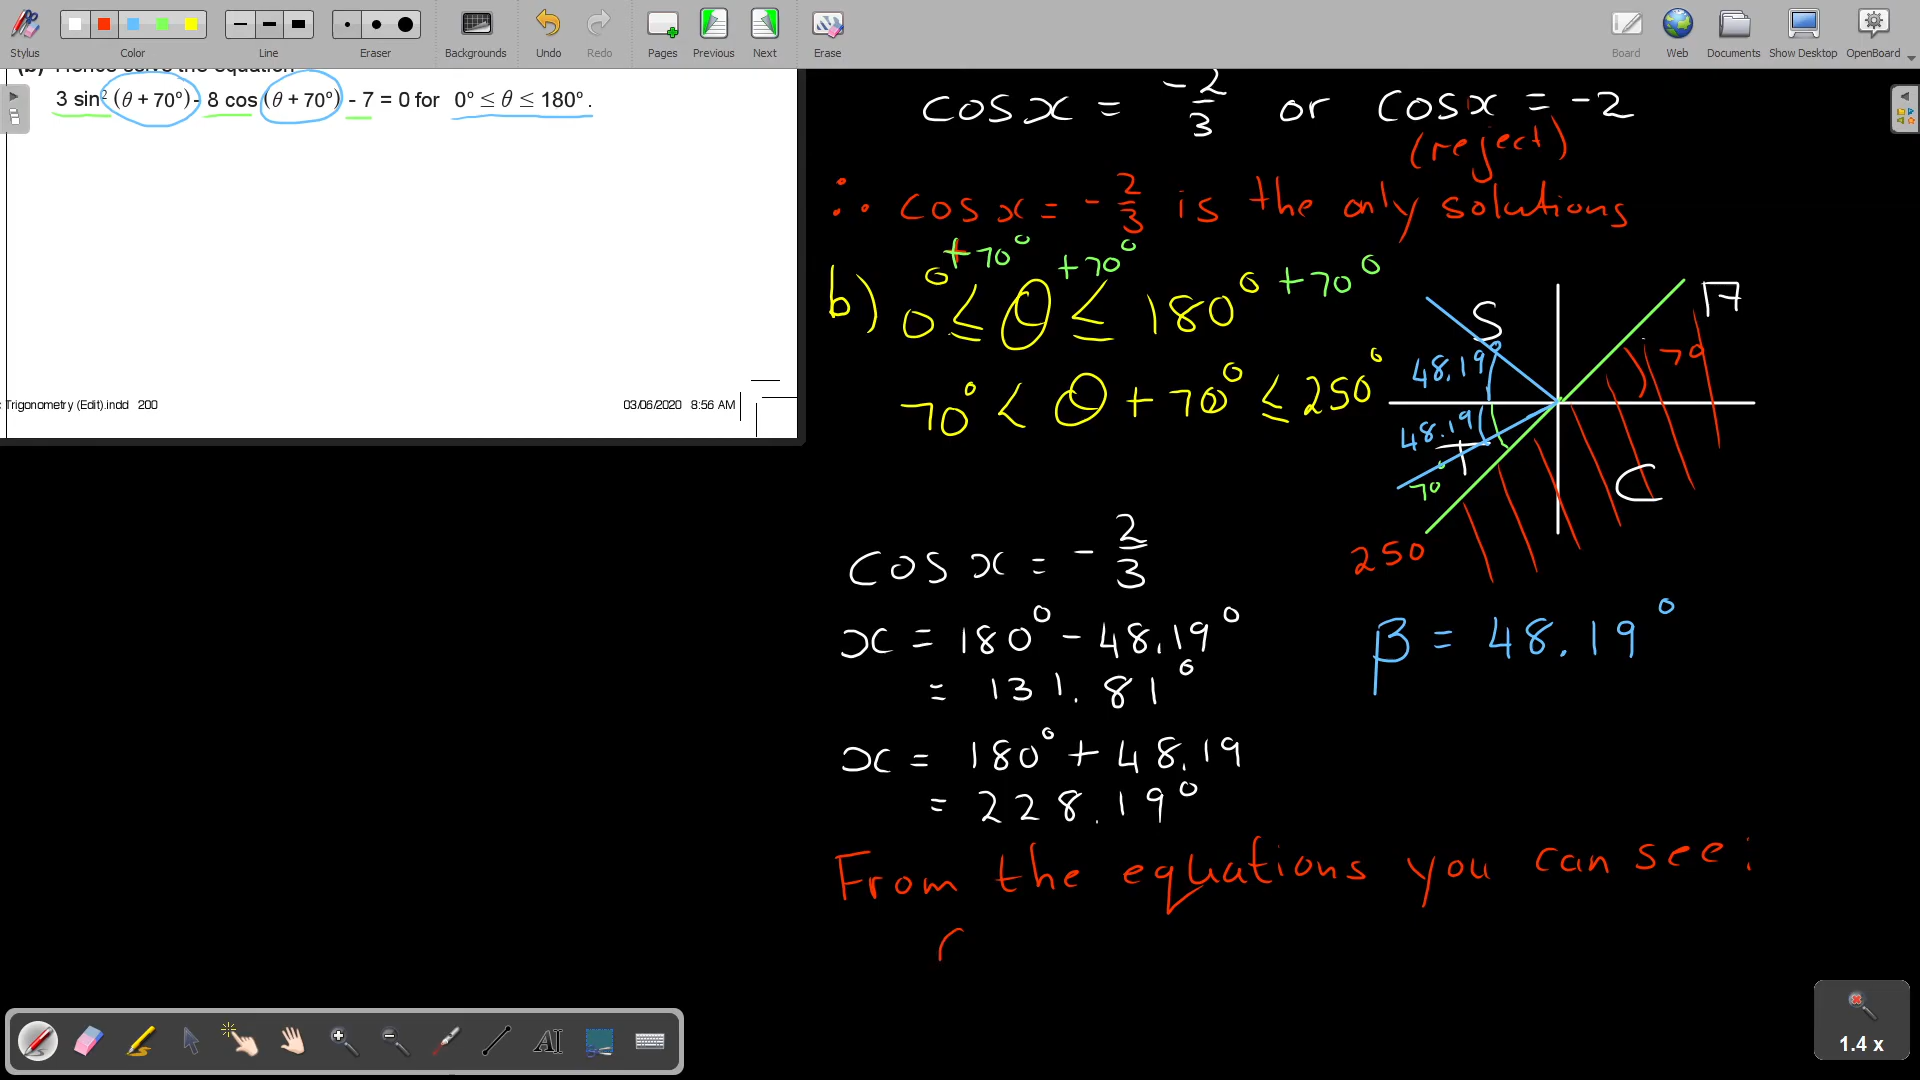 Stylus Color Line Eraser Backgrounds Undo Redo Pages Previous Next Erase Board Web Documents Show Desktop OpenBoard
3 sin² (θ + 70°) - 8 cos (θ + 70°) - 7 = 0 for 0° ≤ θ ≤ 180° .
Trigonometry (Edit).indd 200 03/06/2020 8:56 AM
cos x = -2/3 or cos x = -2
(reject)
∴ cos x = -2/3 is the only solutions
+70° +70° +70°
b) 0° ≤ θ ≤ 180°
70° < θ + 70° ≤ 250°
S A
48.19° 70
48.19
T C
70°
250
cos x = -2/3
β = 48.19°
x = 180° - 48.19°
= 131.81°
x = 180° + 48.19
= 228.19°
From the equations you can see:
AI
1.4 x